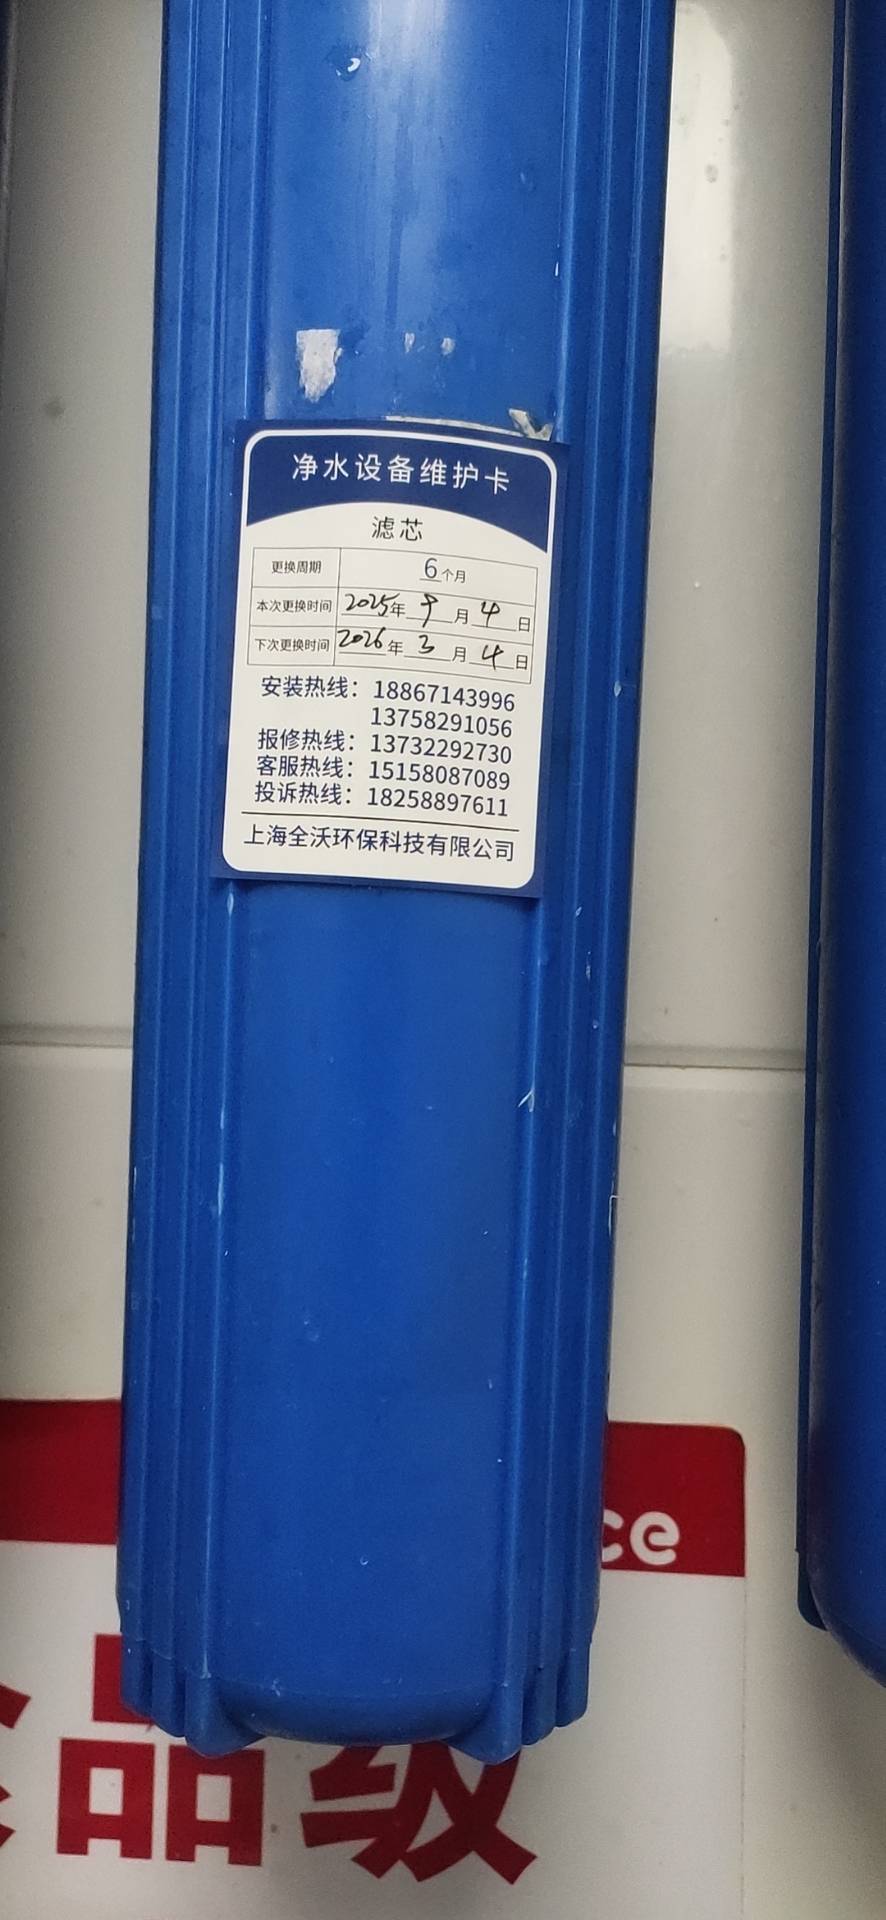 净水设备维护卡
滤芯
更换周期 6个月
本次更换时间 2025年9月4日
下次更换时间 2026年3月4日
安装热线：18867143996
13758291056
报修热线：13732292730
客服热线：15158087089
投诉热线：18258897611
上海全沃环保科技有限公司
ce
品级